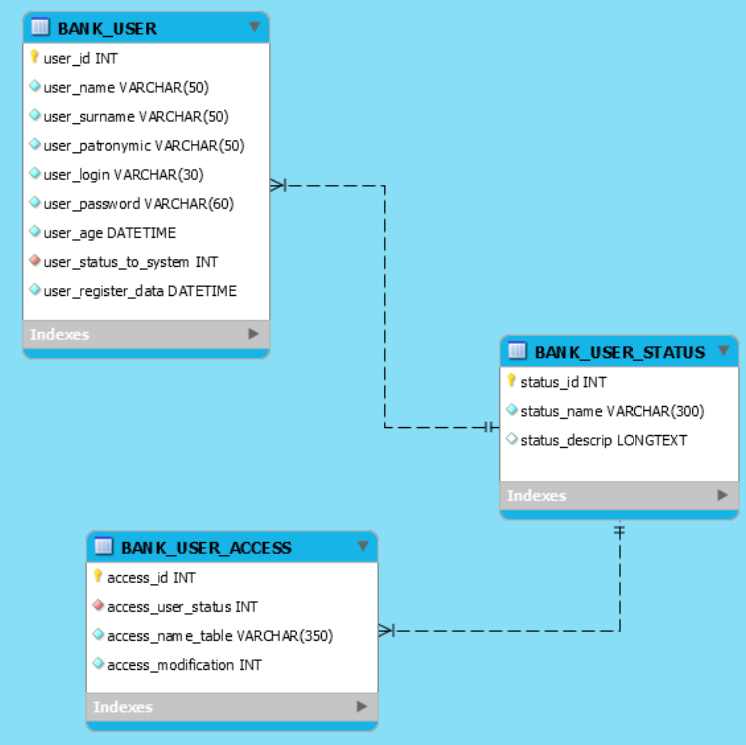 BANK_USER
user_id INT
user_name VARCHAR(50)
user_surname VARCHAR(50)
user_patronymic VARCHAR(50)
user_login VARCHAR(30)
user_password VARCHAR(60)
user_age DATETIME
user_status_to_system INT
user_register_data DATETIME
Indexes
BANK_USER_STATUS
status_id INT
status_name VARCHAR(300)
status_descrip LONGTEXT
Indexes
BANK_USER_ACCESS
access_id INT
access_user_status INT
access_name_table VARCHAR(350)
access_modification INT
Indexes